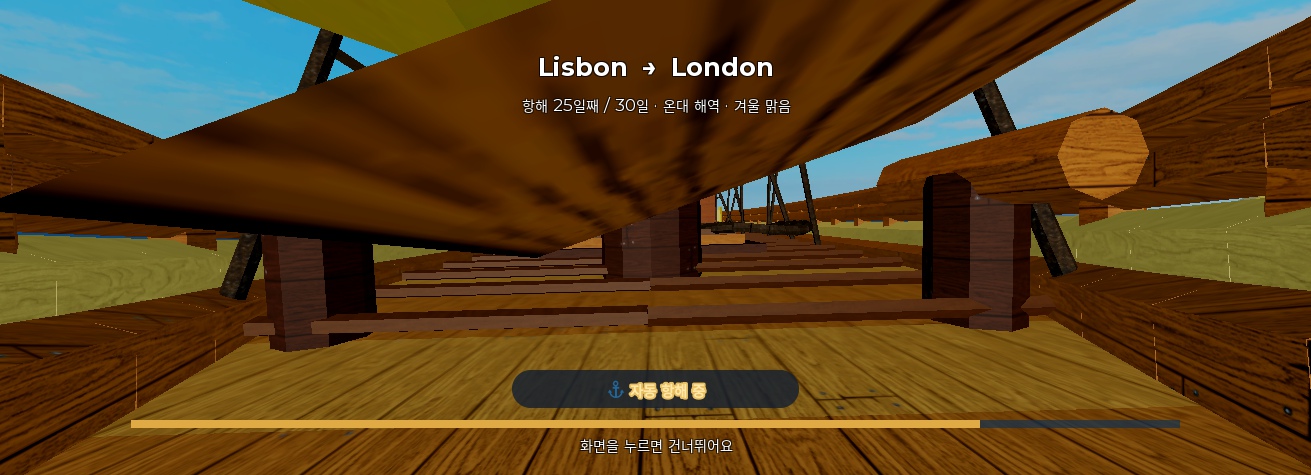 Lisbon → London
항해 25일째 / 30일 · 온대 해역 · 겨울 맑음
⚓ 자동 항해 중
화면을 누르면 건너뛰어요